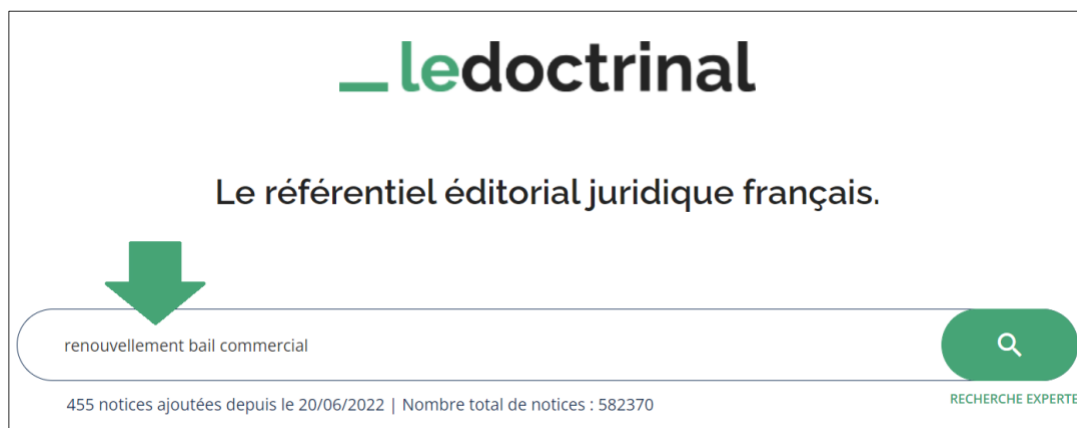 ledoctrinal
Le référentiel éditorial juridique français.
renouvellement bail commercial
455 notices ajoutées depuis le 20/06/2022 | Nombre total de notices : 582370
RECHERCHE EXPERTE